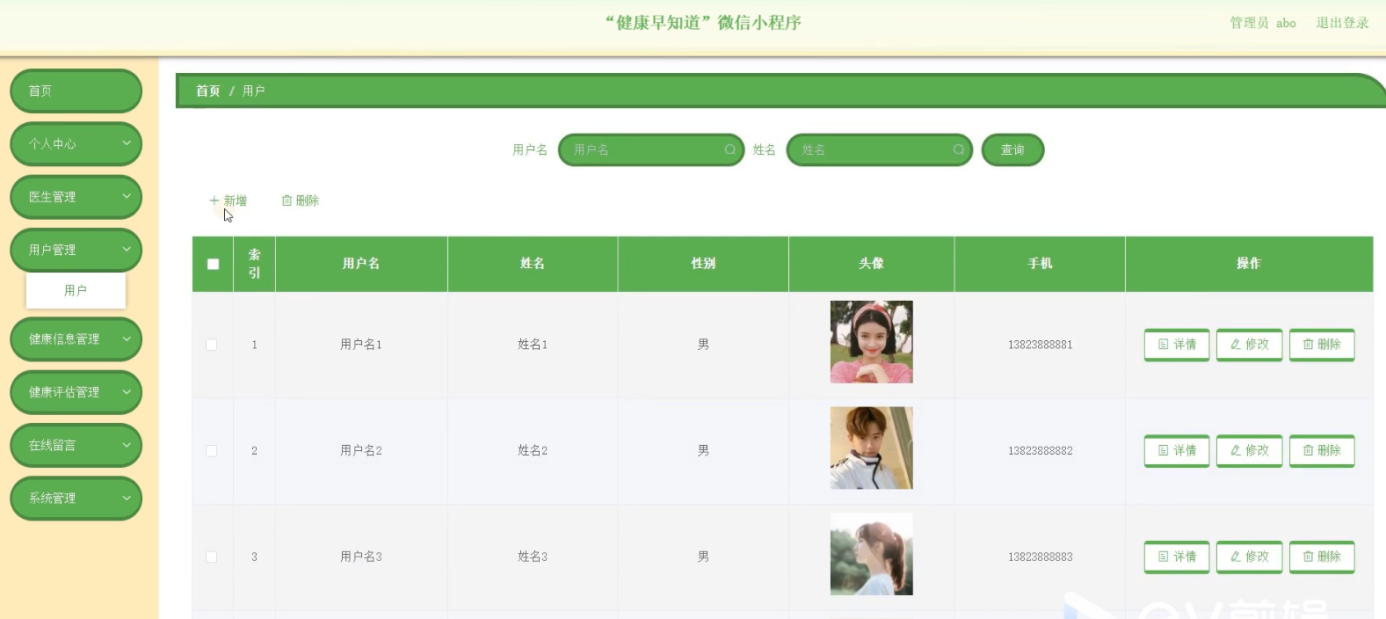 “健康早知道”微信小程序
管理员 abo 退出登录
首页
个人中心
医生管理
用户管理
用户
健康信息管理
健康评估管理
在线留言
系统管理
首页 / 用户
用户名 用户名 姓名 姓名 查询
+ 新增 删除
索引 用户名 姓名 性别 头像 手机 操作
1 用户名1 姓名1 男 13823888881 详情 修改 删除
2 用户名2 姓名2 男 13823888882 详情 修改 删除
3 用户名3 姓名3 男 13823888883 详情 修改 删除